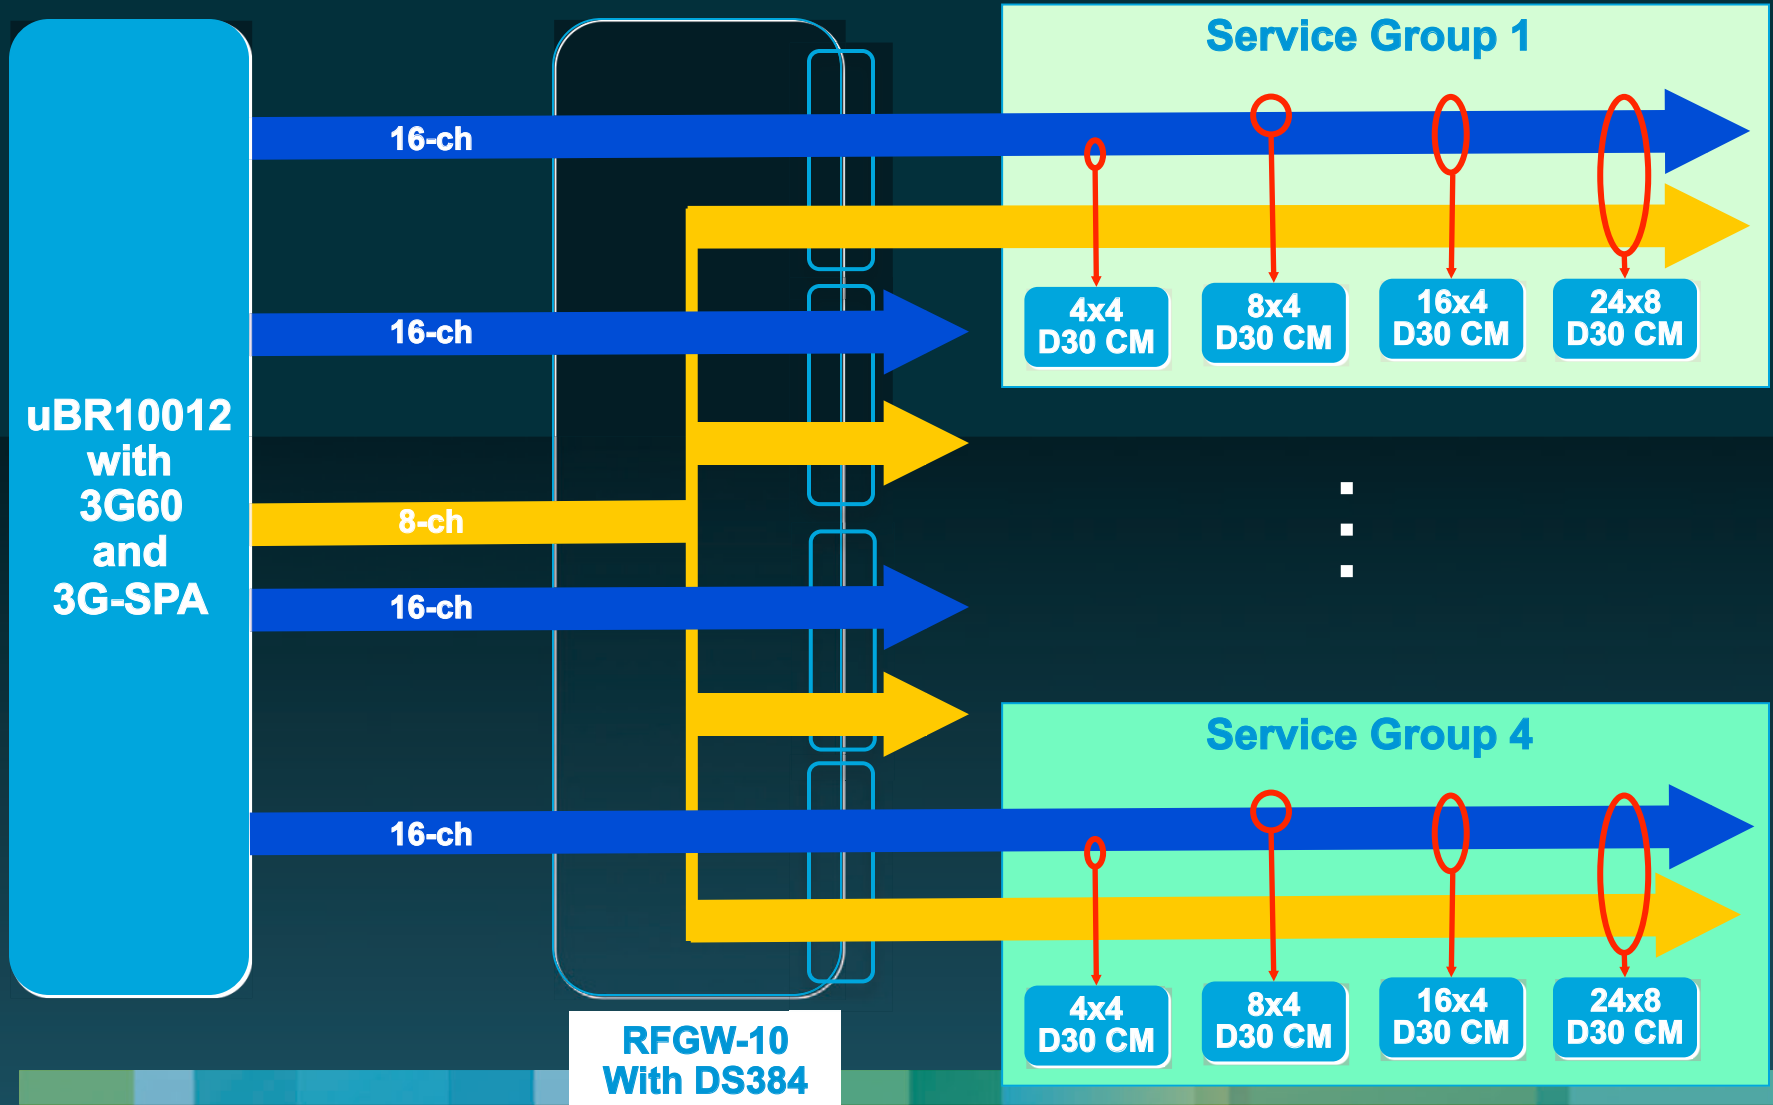 Service Group 1
16-ch
4x4
D30 CM
8x4
D30 CM
16x4
D30 CM
24x8
D30 CM
16-ch
uBR10012
with
3G60
and
3G-SPA
8-ch
16-ch
Service Group 4
16-ch
4x4
D30 CM
8x4
D30 CM
16x4
D30 CM
24x8
D30 CM
RFGW-10
With DS384